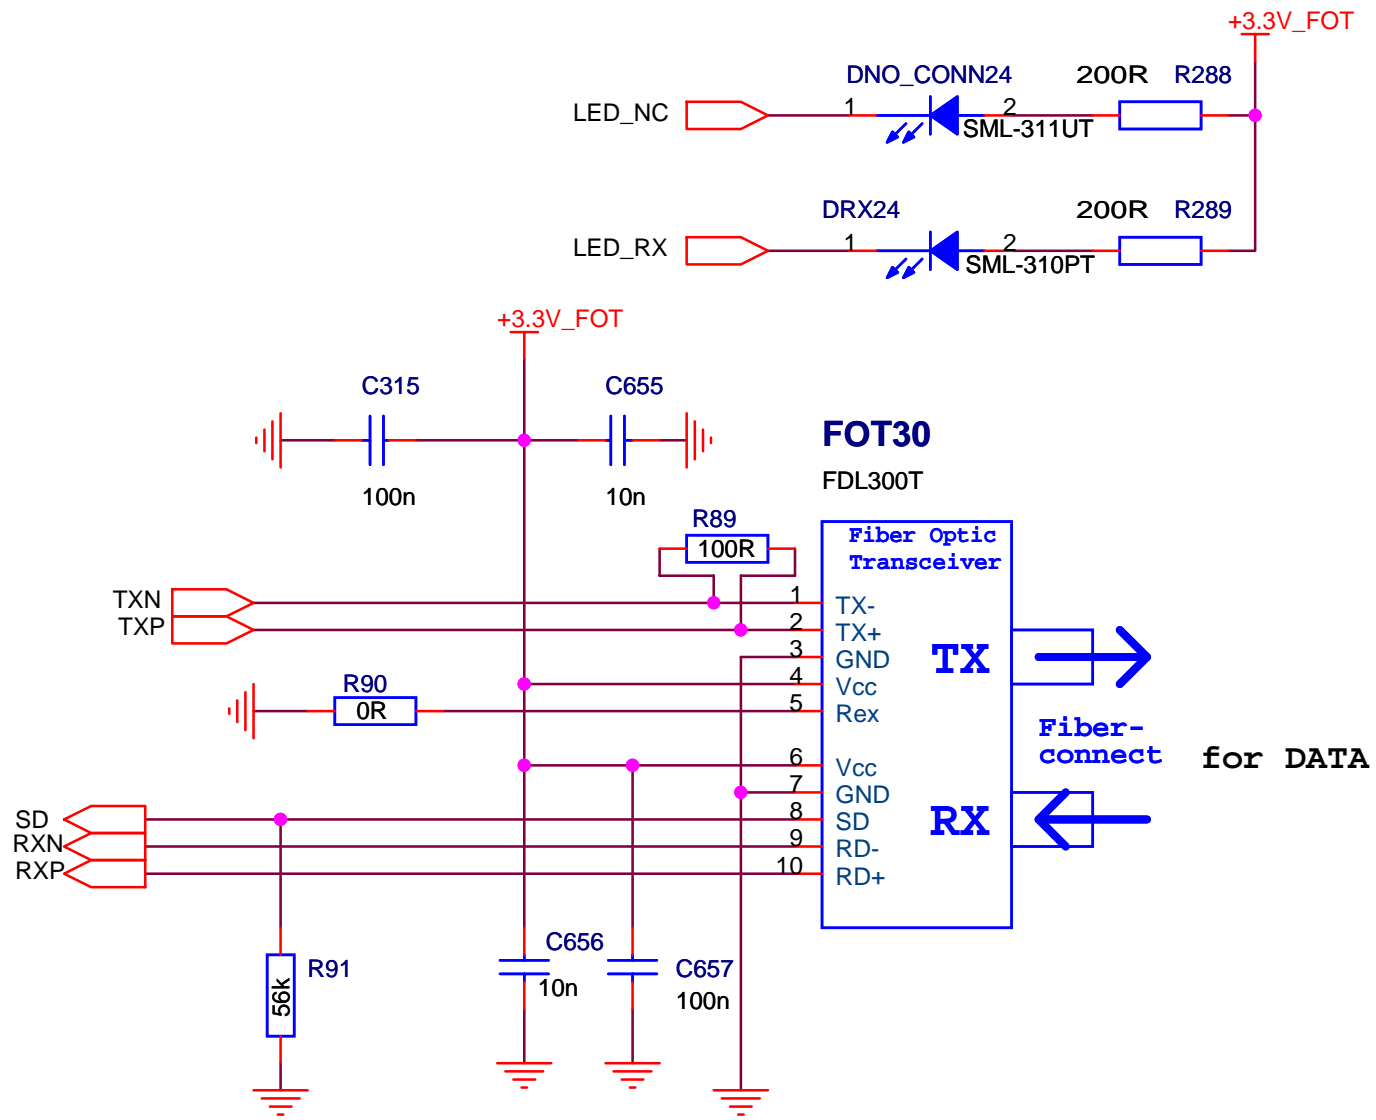 +3.3V_FOT
DNO_CONN24
200R
R288
LED_NC
1
2
SML-311UT
DRX24
200R
R289
LED_RX
1
2
SML-310PT
+3.3V_FOT
C315
C655
100n
10n
FOT30
FDL300T
R89
100R
Fiber Optic
Transceiver
TXN
1
TX-
TXP
2
TX+
3
GND
TX
R90
4
Vcc
0R
5
Rex
Fiber-
connect
for DATA
6
Vcc
7
GND
SD
8
SD
RX
RXN
9
RD-
RXP
10
RD+
C656
10n
R91
56k
C657
100n